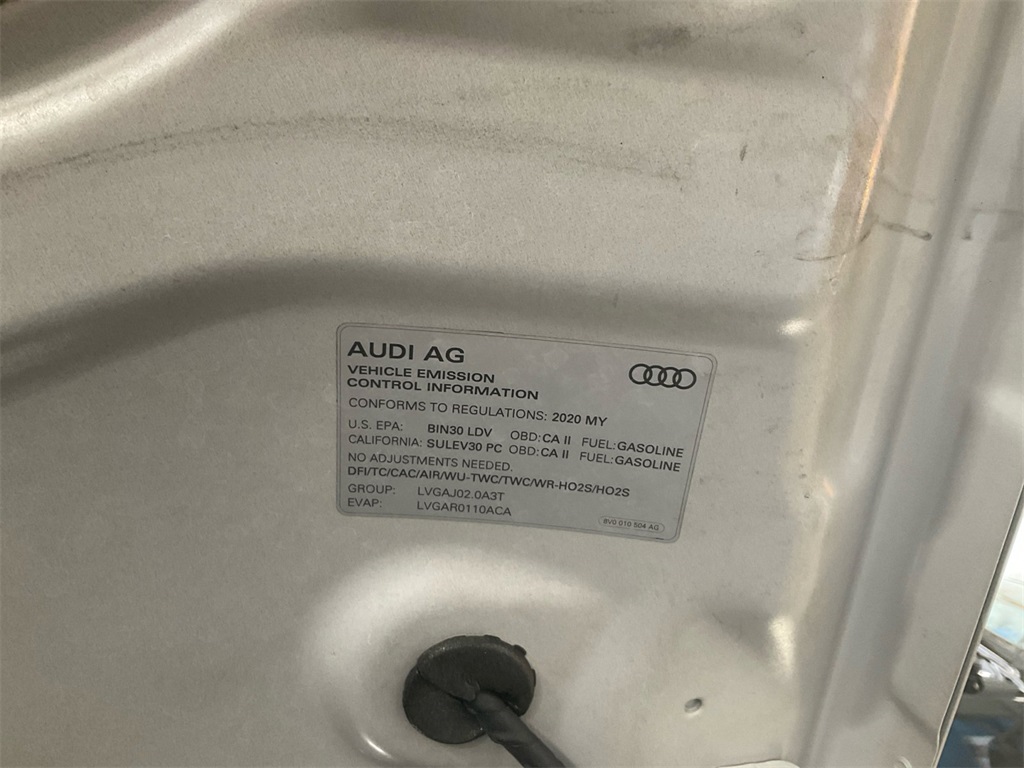 AUDI AG
VEHICLE EMISSION
CONTROL INFORMATION
CONFORMS TO REGULATIONS: 2020 MY
U.S. EPA: BIN30 LDV OBD:CA II FUEL:GASOLINE
CALIFORNIA: SULEV30 PC OBD:CA II FUEL:GASOLINE
NO ADJUSTMENTS NEEDED.
DFI/TC/CAC/AIR/WU-TWC/TWC/WR-HO2S/HO2S
GROUP: LVGAJ02.0A3T
EVAP: LVGAR0110ACA
8V0 010 504 AG